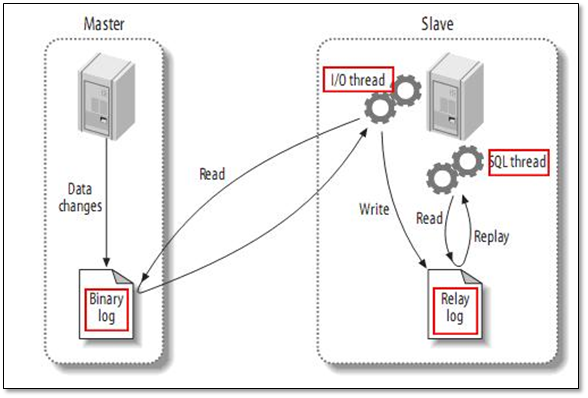 Master
Slave
I/O thread
SQL thread
Data
changes
Read
Write
Read
Replay
Binary
log
Relay
log